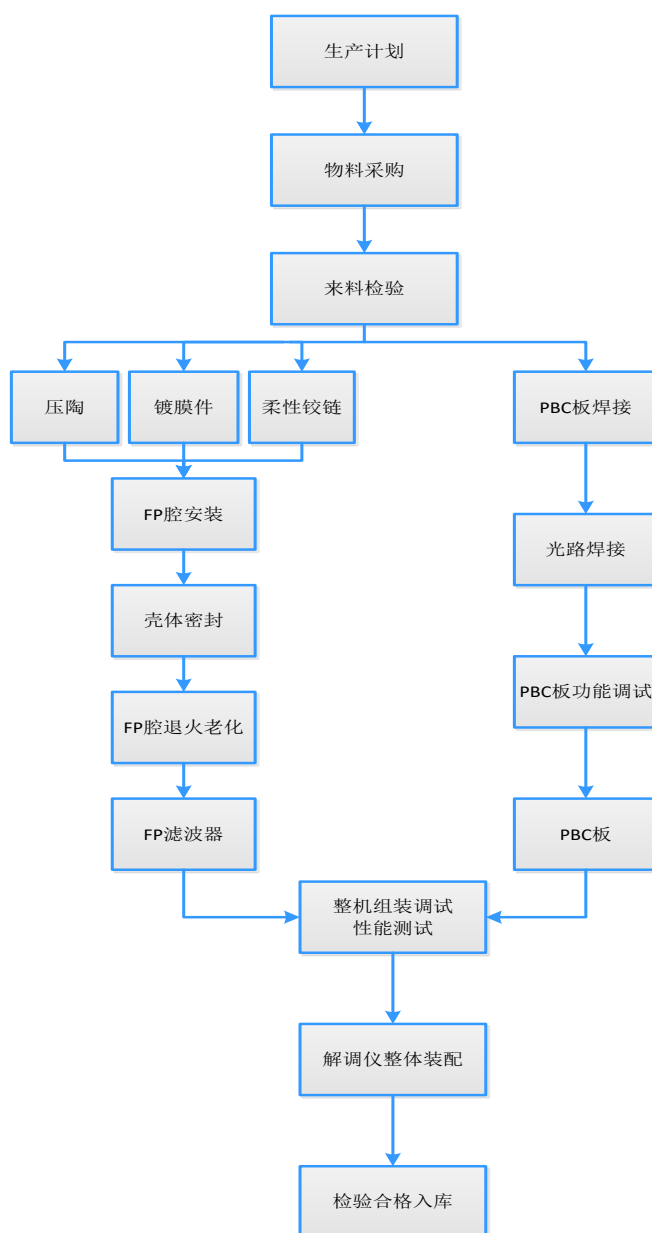 生产计划
物料采购
来料检验
压陶
镀膜件
柔性铰链
PBC板焊接
FP腔安装
光路焊接
壳体密封
PBC板功能调试
FP腔退火老化
FP滤波器
PBC板
整机组装调试
性能测试
解调仪整体装配
检验合格入库